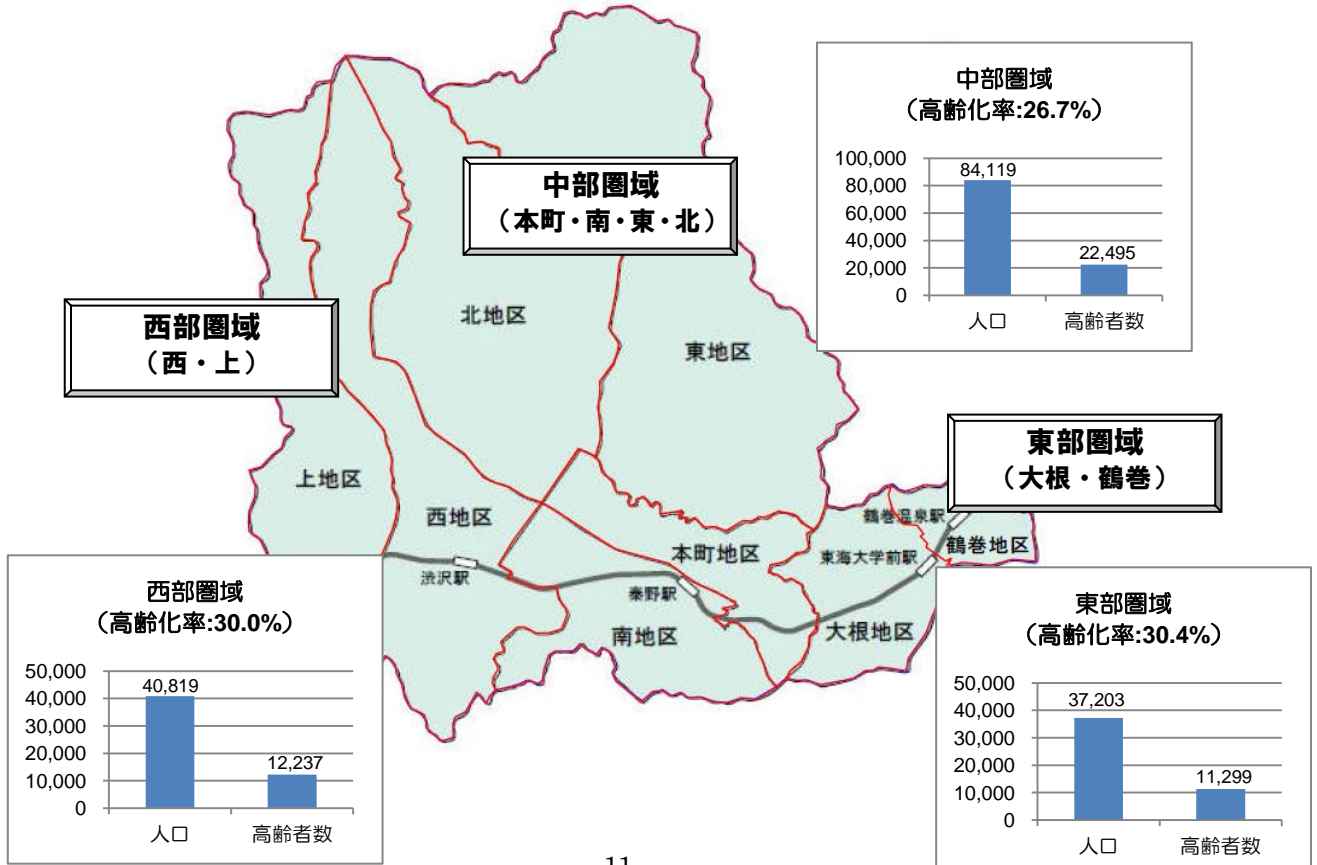 中部圏域
（高齢化率:26.7%）
100,000
80,000
60,000
40,000
20,000
0
84,119
22,495
人口
高齢者数
中部圏域
（本町・南・東・北）
西部圏域
（西・上）
東部圏域
（大根・鶴巻）
北地区
東地区
上地区
西地区
本町地区
南地区
大根地区
鶴巻地区
鶴巻温泉駅
東海大学前駅
渋沢駅
秦野駅
西部圏域
（高齢化率:30.0%）
50,000
40,000
30,000
20,000
10,000
0
40,819
12,237
人口
高齢者数
東部圏域
（高齢化率:30.4%）
50,000
40,000
30,000
20,000
10,000
0
37,203
11,299
人口
高齢者数
11